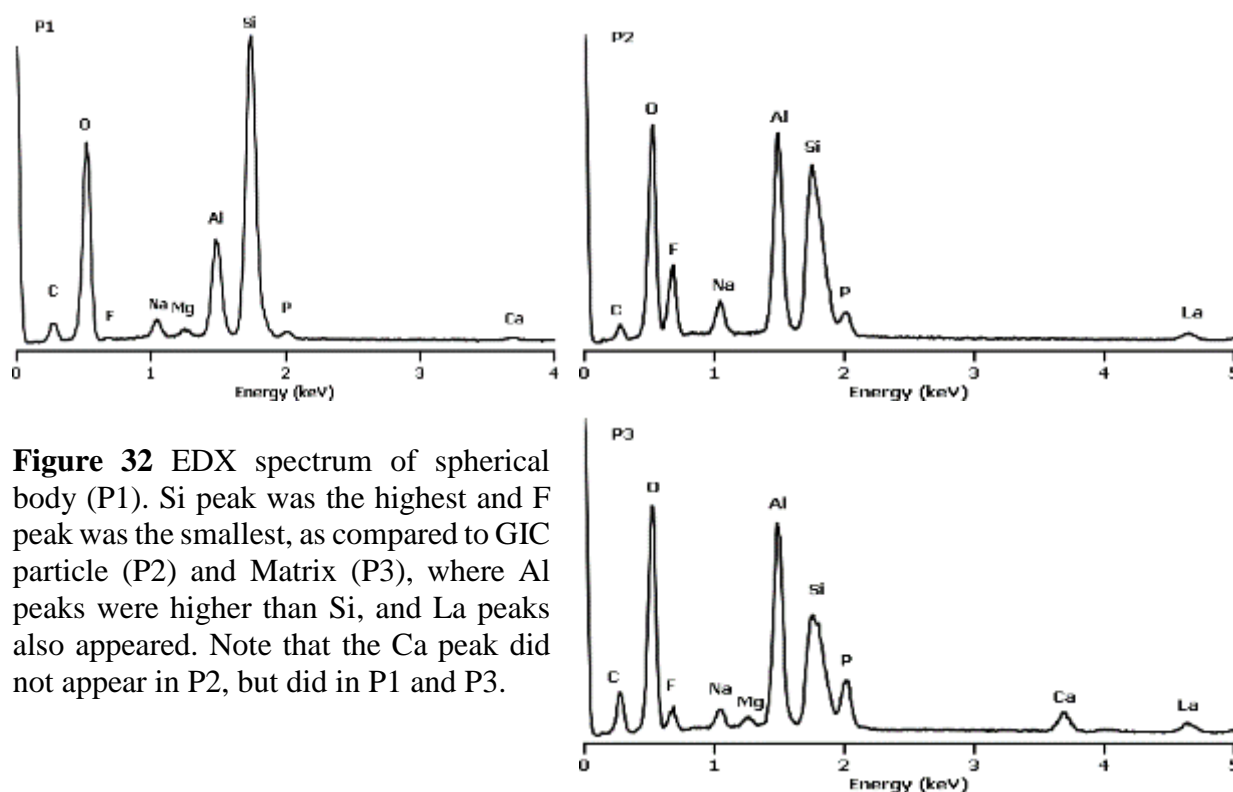 P1
Si
O
Al
C
F
Na
Mg
P
Ca
0 1 2 3 4
Energy (keV)
P2
O
Al
Si
F
Na
C
P
La
0 1 2 3 4 5
Energy (keV)
Figure 32 EDX spectrum of spherical
body (P1). Si peak was the highest and F
peak was the smallest, as compared to GIC
particle (P2) and Matrix (P3), where Al
peaks were higher than Si, and La peaks
also appeared. Note that the Ca peak did
not appear in P2, but did in P1 and P3.
P3
O
Al
Si
C
F
Na
Mg
P
Ca
La
0 1 2 3 4 5
Energy (keV)